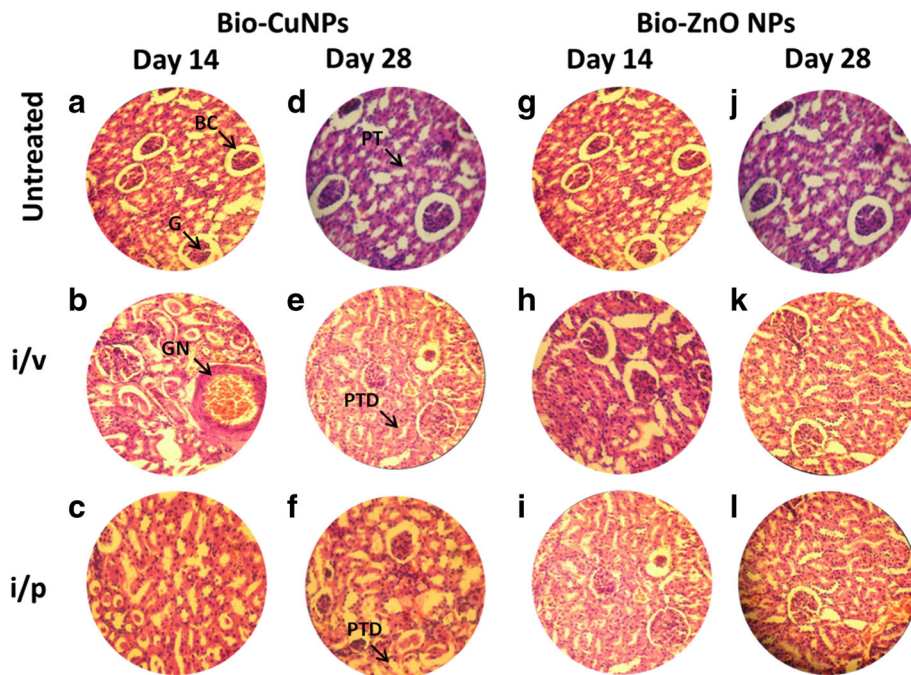 Bio-CuNPs Bio-ZnO NPs
Day 14 Day 28 Day 14 Day 28
Untreated
a d g j
BC
PT
G
i/v
b e h k
GN
PTD
i/p
c f i l
PTD